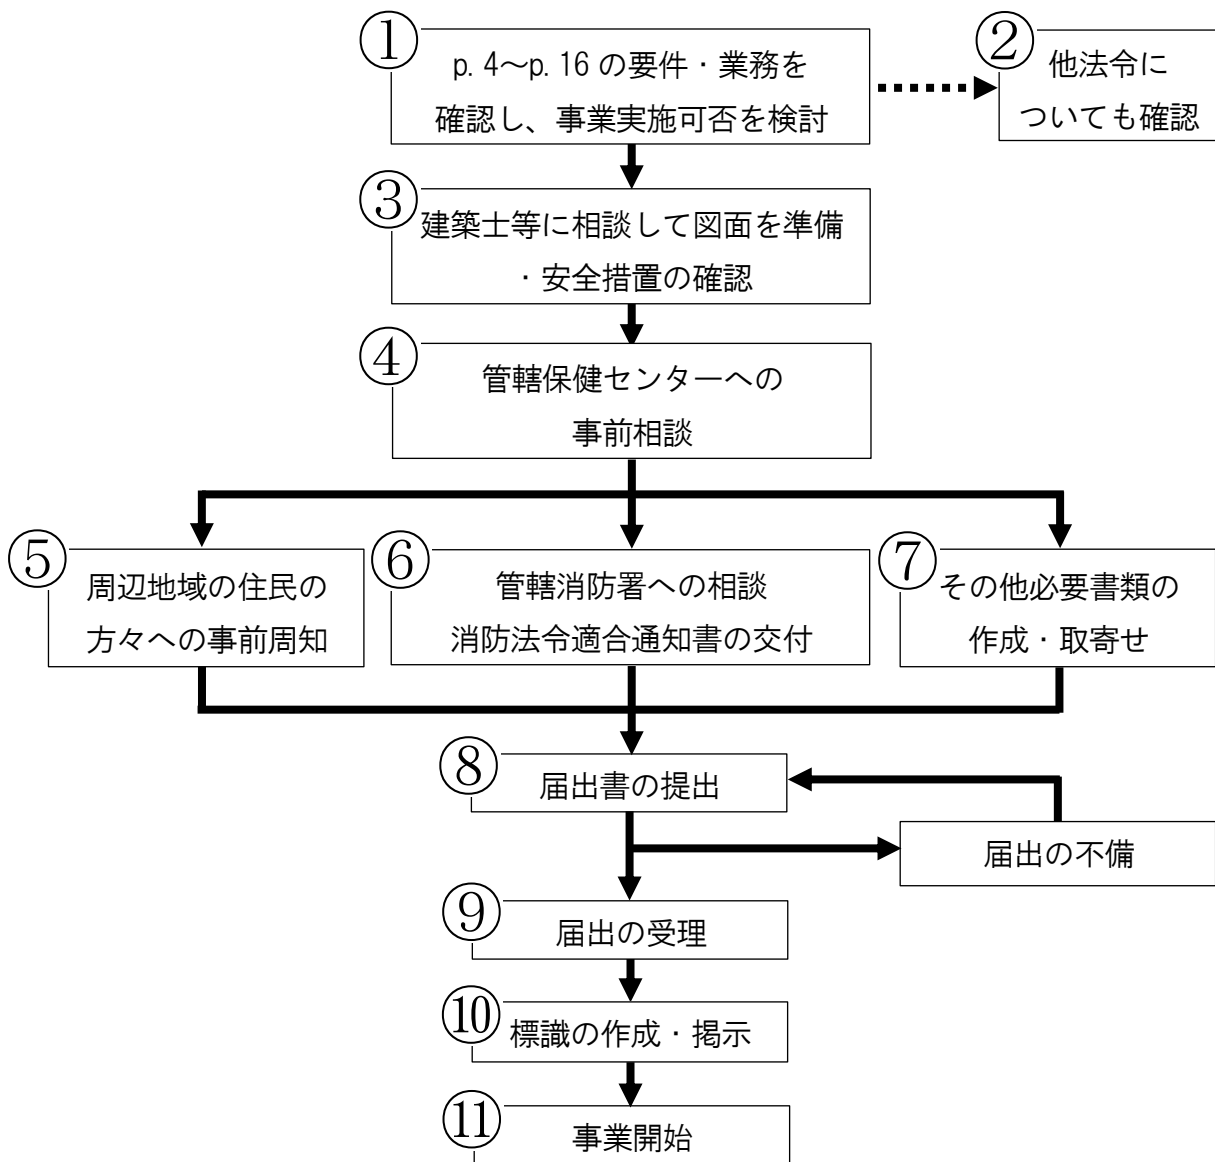 ①
p. 4～p. 16 の要件・業務を
確認し、事業実施可否を検討
②
他法令に
ついても確認
③
建築士等に相談して図面を準備
・安全措置の確認
④
管轄保健センターへの
事前相談
⑤
周辺地域の住民の
方々への事前周知
⑥
管轄消防署への相談
消防法令適合通知書の交付
⑦
その他必要書類の
作成・取寄せ
⑧
届出書の提出
届出の不備
⑨
届出の受理
⑩
標識の作成・掲示
⑪
事業開始